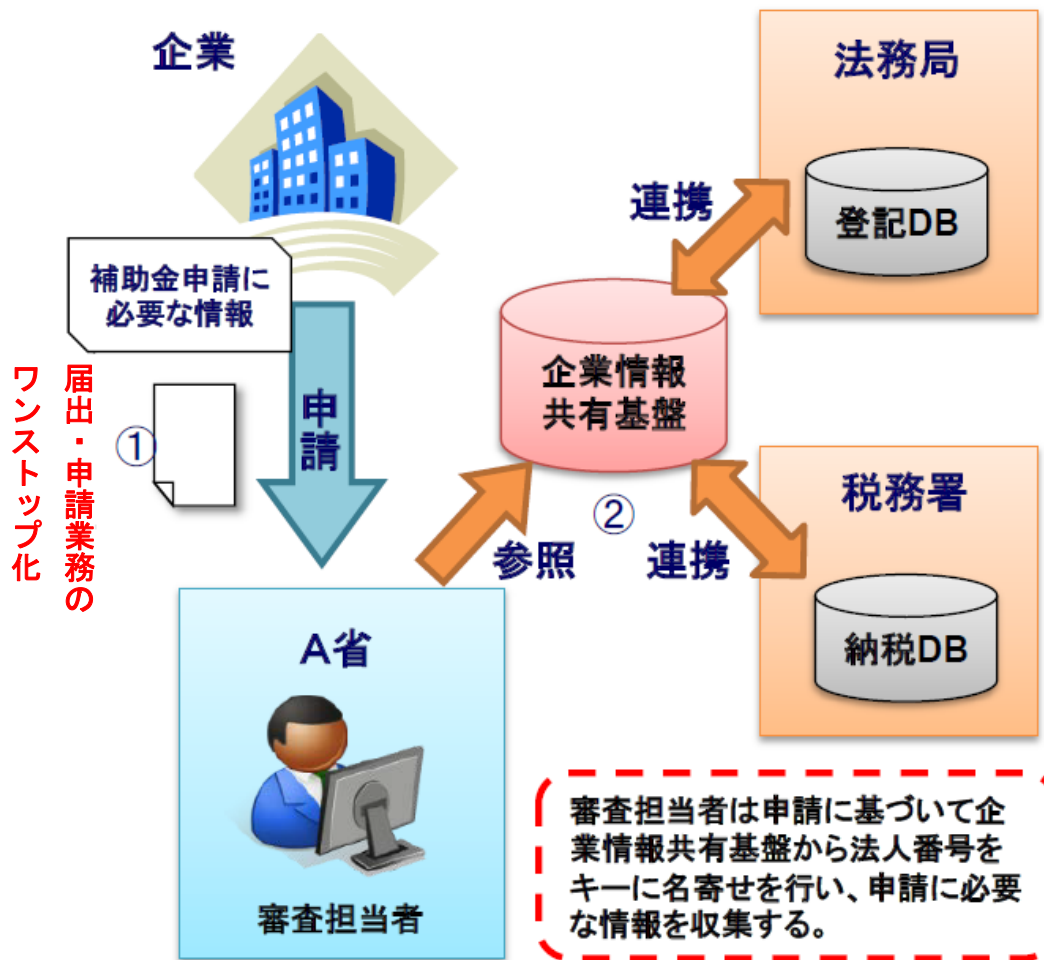 企業
補助金申請に
必要な情報
届出・申請業務の
ワンストップ化
①
申請
法務局
登記DB
連携
企業情報
共有基盤
②
参照
連携
税務署
納税DB
A省
審査担当者
審査担当者は申請に基づいて企
業情報共有基盤から法人番号を
キーに名寄せを行い、申請に必要
な情報を収集する。